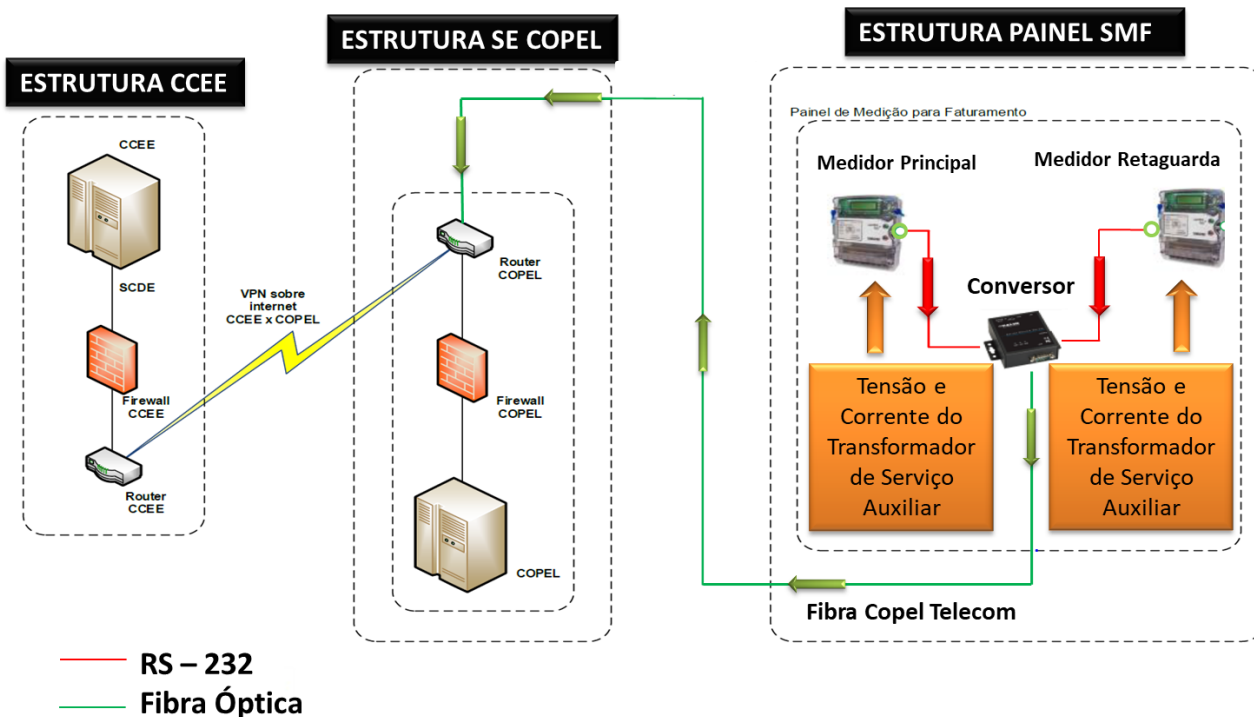 ESTRUTURA CCEE
CCEE
SCDE
Firewall
CCEE
Router
CCEE
VPN sobre
internet
CCEE x COPEL
ESTRUTURA SE COPEL
Router
COPEL
Firewall
COPEL
COPEL
ESTRUTURA PAINEL SMF
Painel de Medição para Faturamento
Medidor Principal
Medidor Retaguarda
Conversor
Tensão e
Corrente do
Transformador
de Serviço
Auxiliar
Tensão e
Corrente do
Transformador
de Serviço
Auxiliar
Fibra Copel Telecom
RS – 232
Fibra Óptica